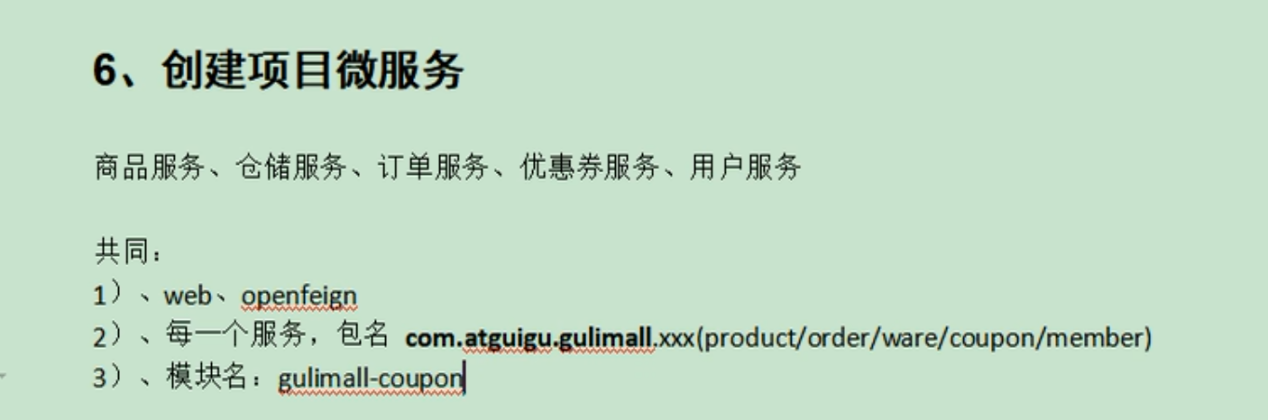 6、创建项目微服务
商品服务、仓储服务、订单服务、优惠券服务、用户服务
共同：
1）、web、openfeign
2）、每一个服务，包名 com.atguigu.gulimall.xxx(product/order/ware/coupon/member)
3）、模块名：gulimall-coupon